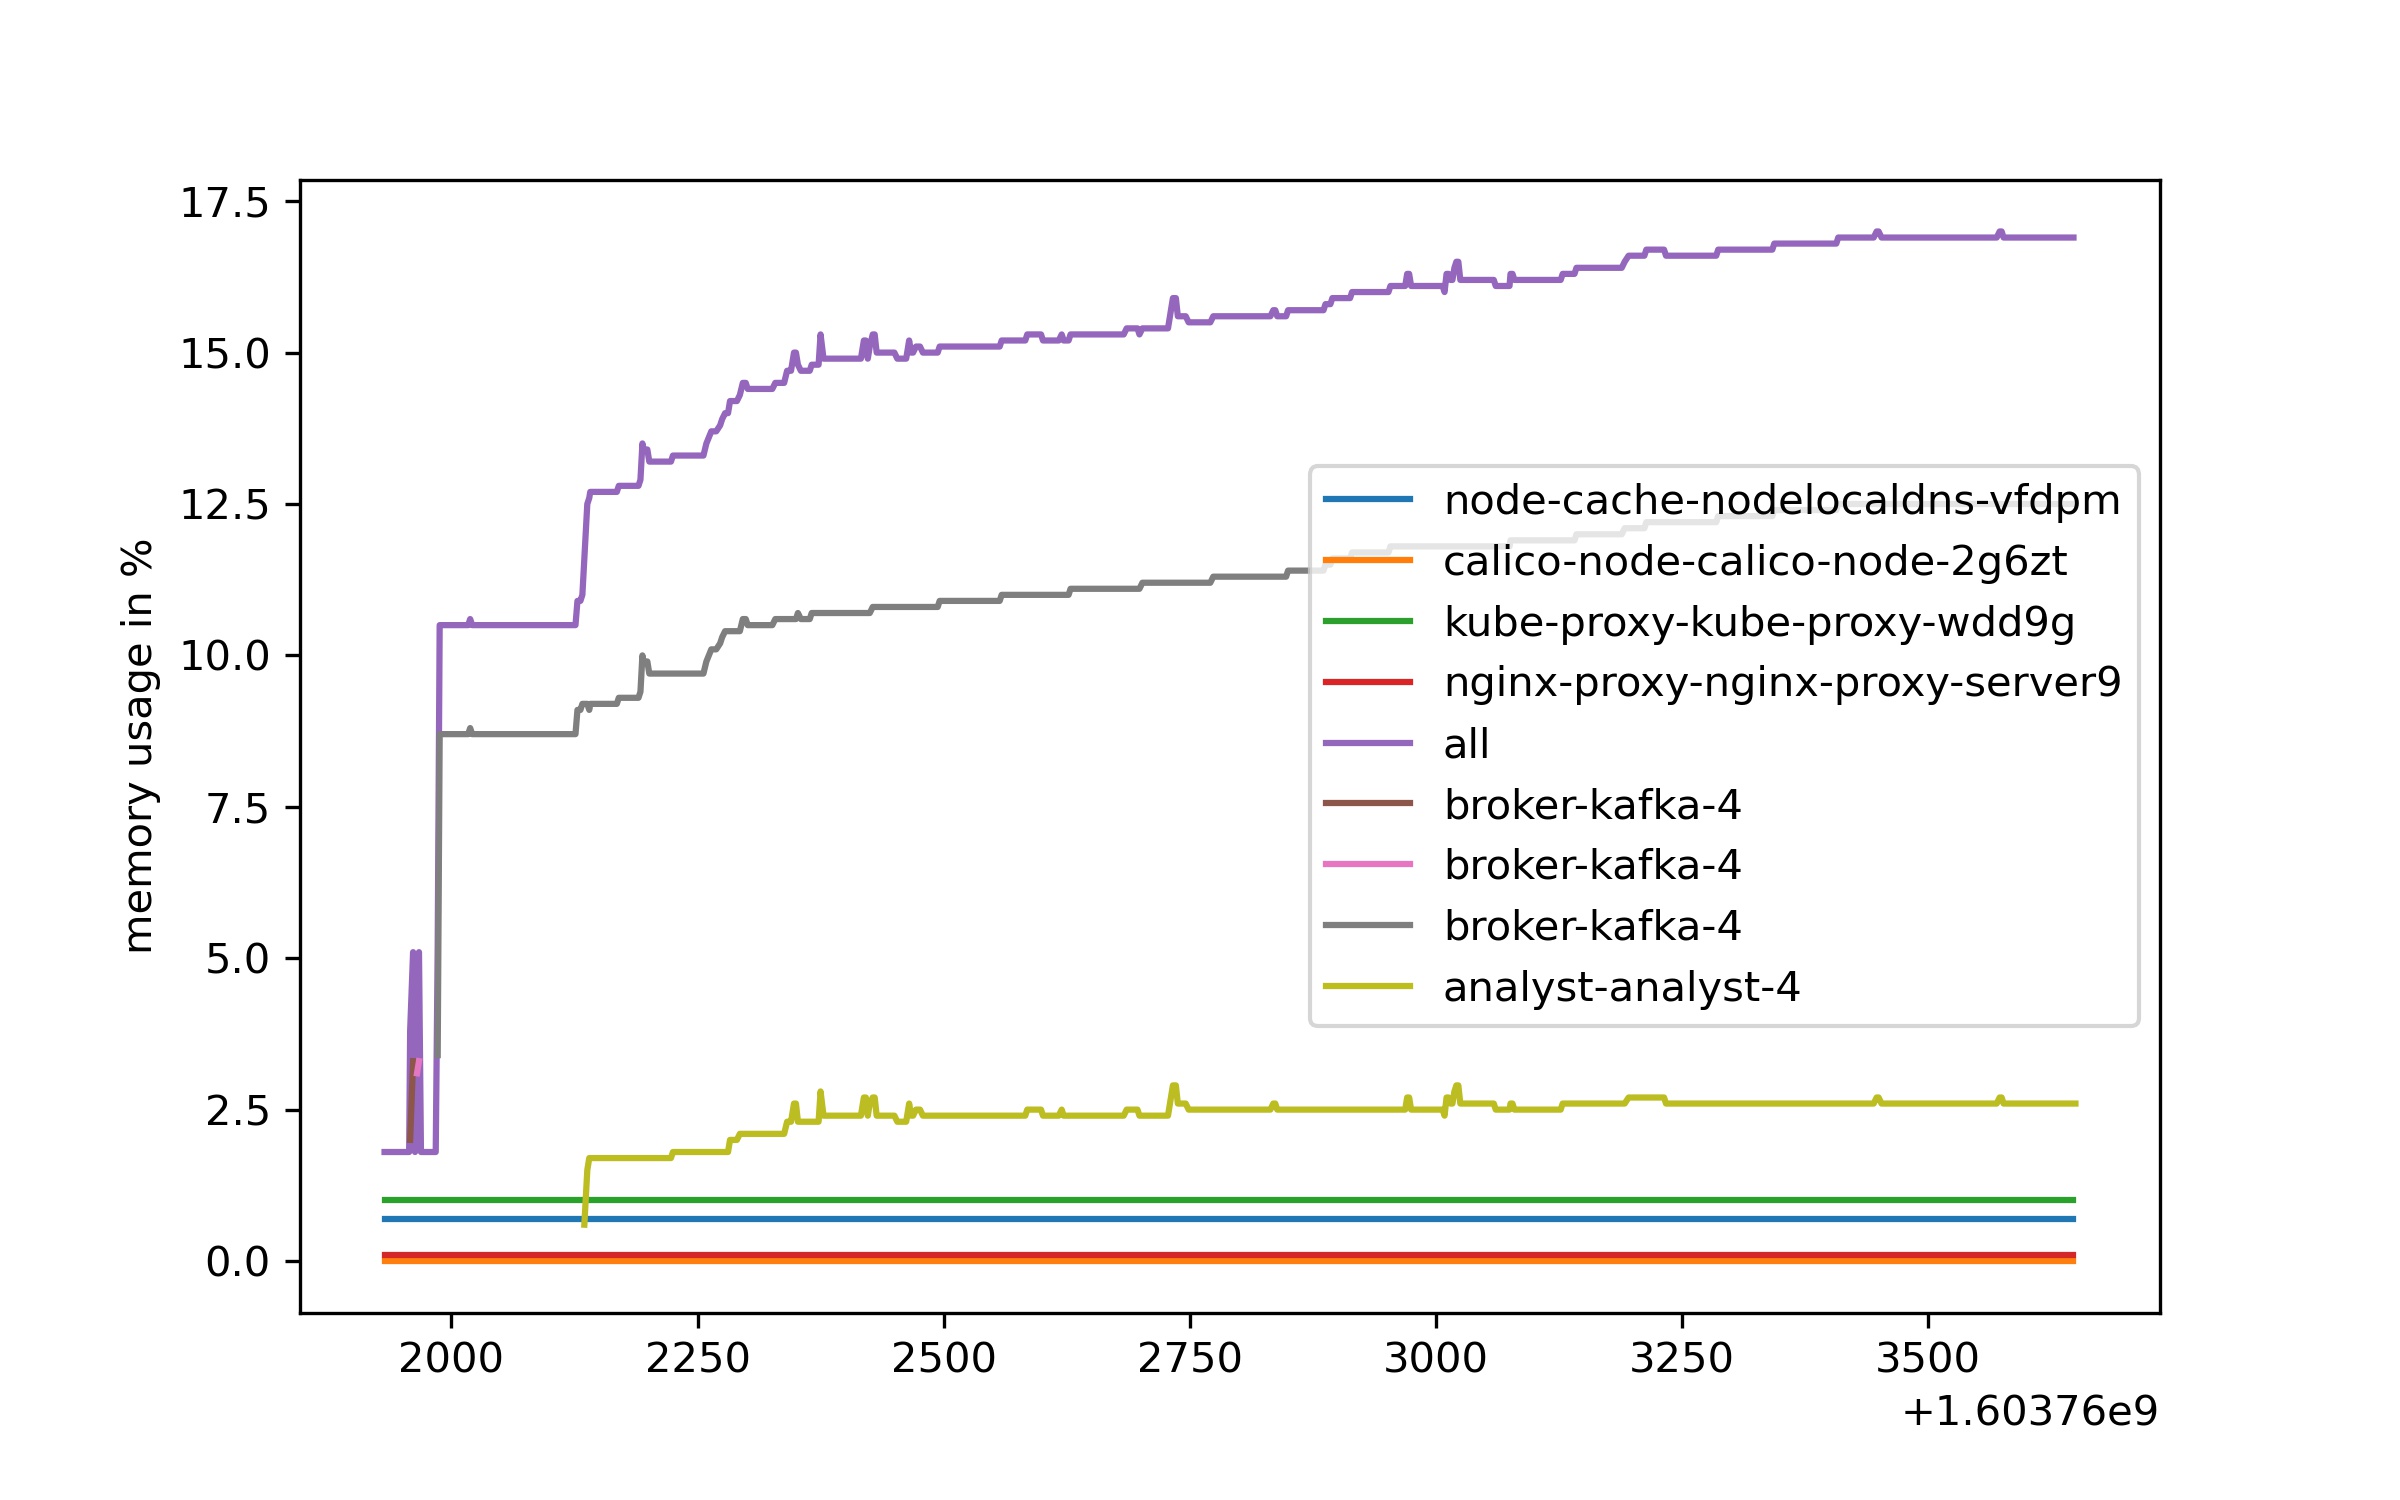 17.5
15.0
12.5
10.0
7.5
5.0
2.5
0.0
memory usage in %
node-cache-nodelocaldns-vfdpm
calico-node-calico-node-2g6zt
kube-proxy-kube-proxy-wdd9g
nginx-proxy-nginx-proxy-server9
all
broker-kafka-4
broker-kafka-4
broker-kafka-4
analyst-analyst-4
2000 2250 2500 2750 3000 3250 3500
+1.60376e9